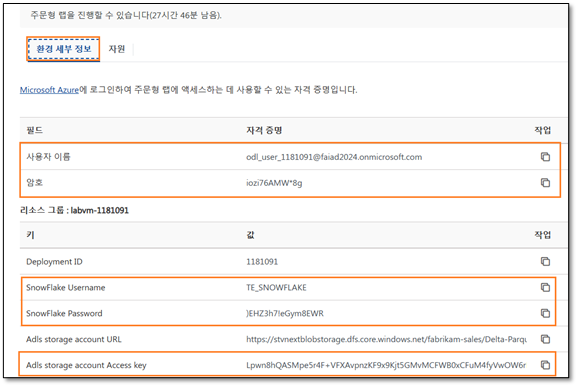 주문형 랩을 진행할 수 있습니다(27시간 46분 남음).
환경 세부 정보 자원
Microsoft Azure에 로그인하여 주문형 랩에 액세스하는 데 사용할 수 있는 자격 증명입니다.
필드 자격 증명 작업
사용자 이름 odl_user_1181091@faiad2024.onmicrosoft.com
암호 iozi76AMW*8g
리소스 그룹 : labvm-1181091
키 값 작업
Deployment ID 1181091
SnowFlake Username TE_SNOWFLAKE
SnowFlake Password )EHZ3h?!eGym8EWR
Adls storage account URL https://stvnextblobstorage.dfs.core.windows.net/fabrikam-sales/Delta-Parqu
Adls storage account Access key Lpwn8hQASMpe5r4F+VFXAvpnzKF9x9Kjt5GMvMCFWB0xCFuM4fyVwOW6r